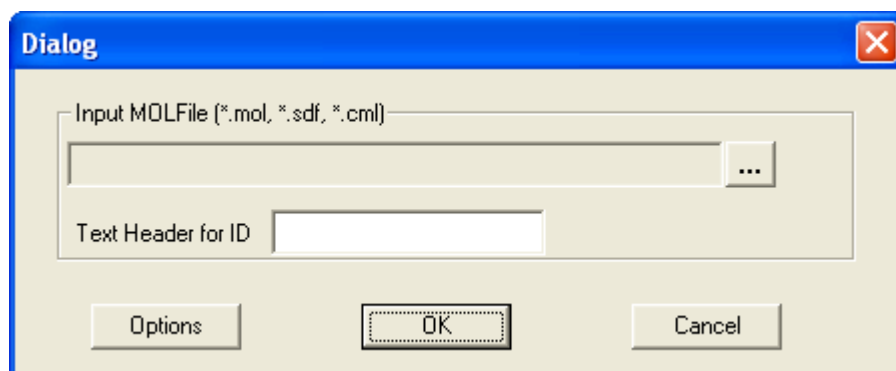 Dialog
Input MOLFile (*.mol, *.sdf, *.cml)
...
Text Header for ID
Options OK Cancel